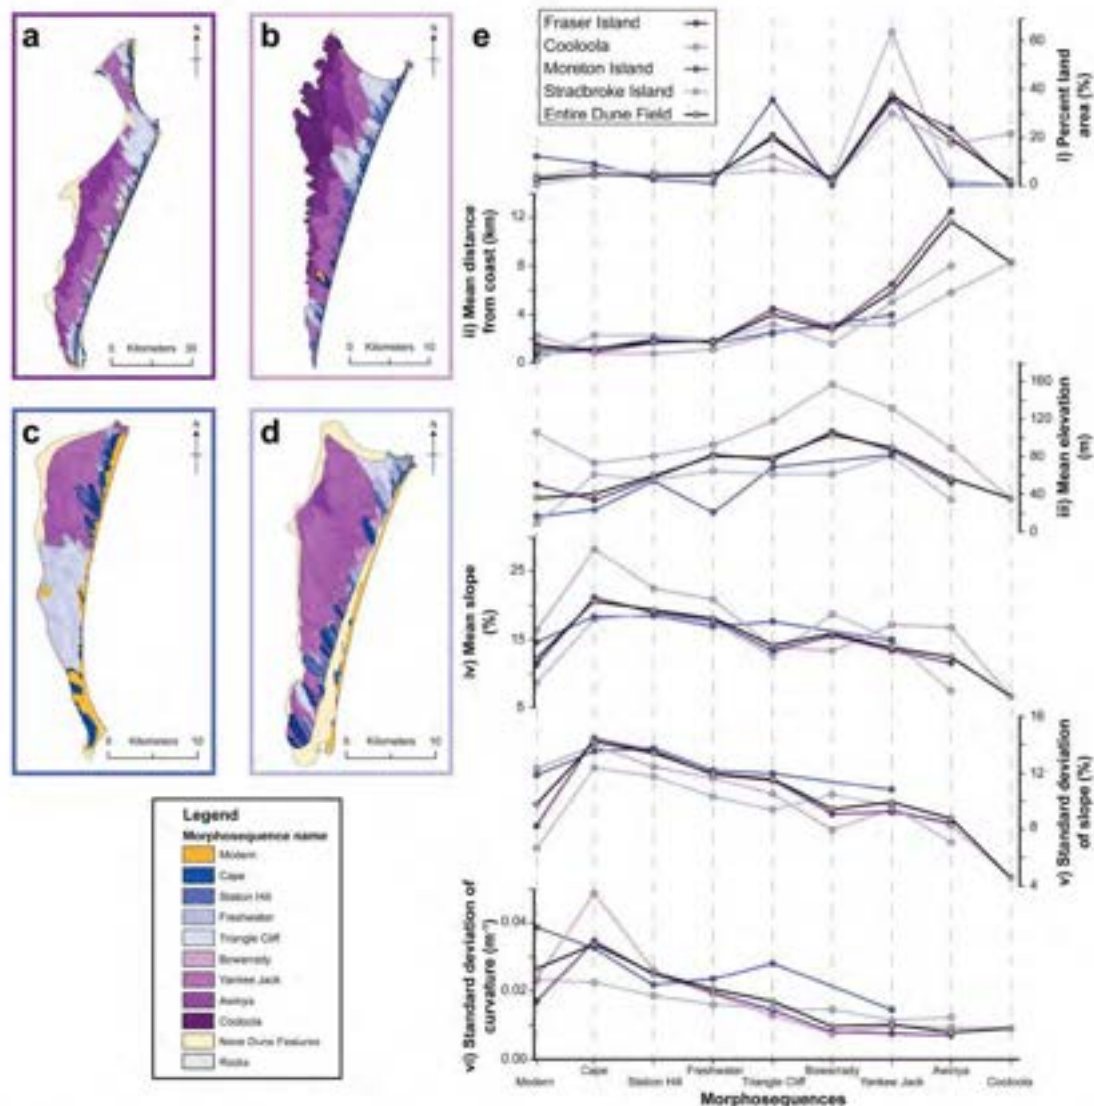 a
N
0 Kilometers 30
b
N
0 Kilometers 10
c
N
0 Kilometers 10
d
N
0 Kilometers 10
Legend
Morphosequence name
Modern
Cape
Station Hill
Freshwater
Triangle Cliff
Bowarrady
Yankee Jack
Awinya
Cooloola
None Dune Features
Rocks
e
Fraser Island
Cooloola
Moreton Island
Stradbroke Island
Entire Dune Field
i) Percent land
area (%)
60
40
20
0
ii) Mean distance
from coast (km)
12
8
4
0
iii) Mean elevation
(m)
160
120
80
40
0
iv) Mean slope
(%)
25
15
5
v) Standard deviation
of slope (%)
16
12
8
4
vi) Standard deviation of
curvature (m⁻¹)
0.04
0.02
0.00
Modern
Cape
Station Hill
Freshwater
Triangle Cliff
Bowarrady
Yankee Jack
Awinya
Cooloola
Morphosequences